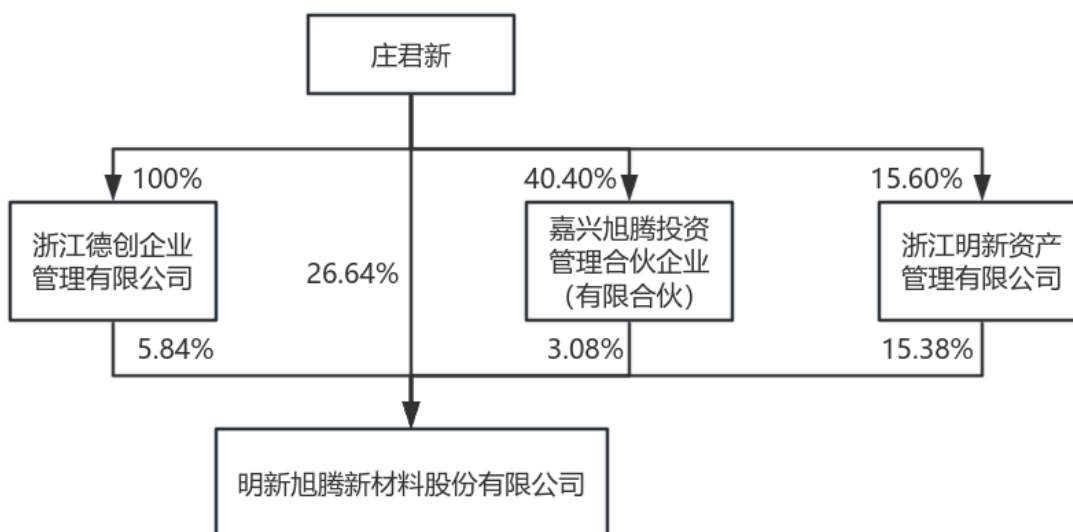 庄君新
100%
40.40%
15.60%
浙江德创企业
管理有限公司
26.64%
嘉兴旭腾投资
管理合伙企业
（有限合伙）
浙江明新资产
管理有限公司
5.84%
3.08%
15.38%
明新旭腾新材料股份有限公司